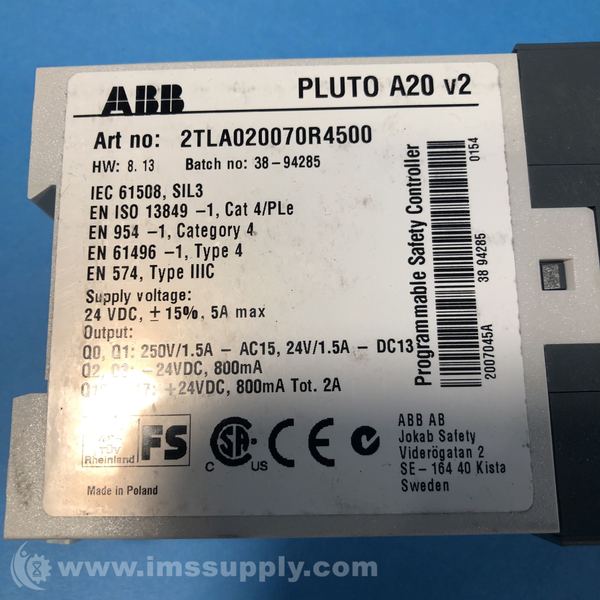 ABB PLUTO A20 v2
Art no: 2TLA020070R4500
HW: 8.13 Batch no: 38-94285
IEC 61508, SIL3
EN ISO 13849 -1, Cat 4/PLe
EN 954 -1, Category 4
EN 61496 -1, Type 4
EN 574, Type IIIC
Supply voltage:
24 VDC, ± 15%, 5A max
Output:
Q0, Q1: 250V/1.5A - AC15, 24V/1.5A - DC13
Q2, Q3: -24VDC, 800mA
+24VDC, 800mA Tot. 2A
Programmable Safety Controller
0154
38 94285
2007045A
TÜV
Rheinland
FS
C SA US
CE
Made in Poland
ABB AB
Jokab Safety
Viderögatan 2
SE- 164 40 Kista
Sweden
© www.imssupply.com